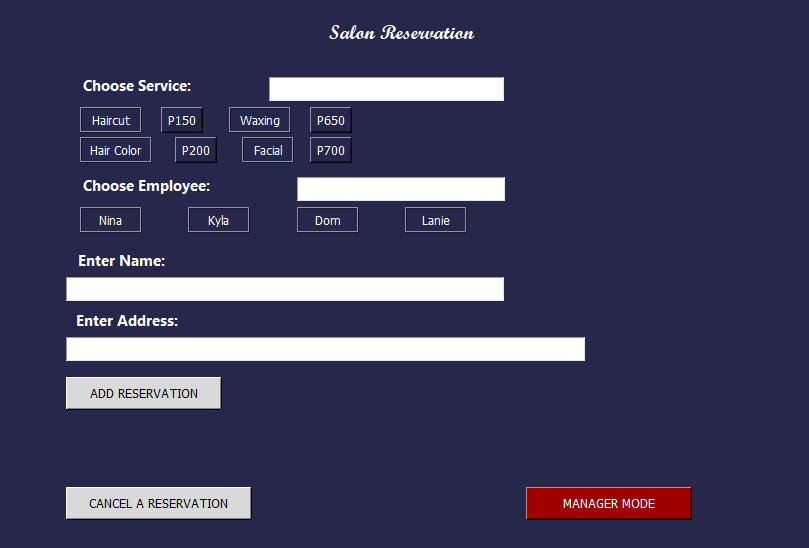 Salon Reservation
Choose Service:
Haircut P150 Waxing P650
Hair Color P200 Facial P700
Choose Employee:
Nina Kyla Dom Lanie
Enter Name:
Enter Address:
ADD RESERVATION
CANCEL A RESERVATION MANAGER MODE